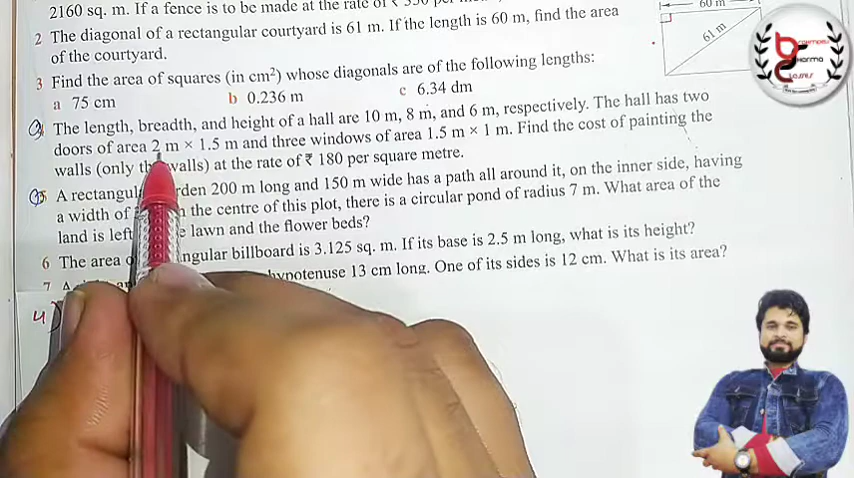 2160 sq. m. If a fence is to be made at the rate of ₹ 350 per
2 The diagonal of a rectangular courtyard is 61 m. If the length is 60 m, find the area
of the courtyard.
60 m
61 m
3 Find the area of squares (in cm²) whose diagonals are of the following lengths:
a 75 cm b 0.236 m c 6.34 dm
The length, breadth, and height of a hall are 10 m, 8 m, and 6 m, respectively. The hall has two
doors of area 2 m × 1.5 m and three windows of area 1.5 m × 1 m. Find the cost of painting the
walls (only walls) at the rate of ₹ 180 per square metre.
A 200 m long and 150 m wide has a path all around it, on the inner side, having
a width of the centre of this plot, there is a circular pond of radius 7 m. What area of the
land is left lawn and the flower beds?
6 The area billboard is 3.125 sq. m. If its base is 2.5 m long, what is its height?
7 A hypotenuse 13 cm long. One of its sides is 12 cm. What is its area?
4)